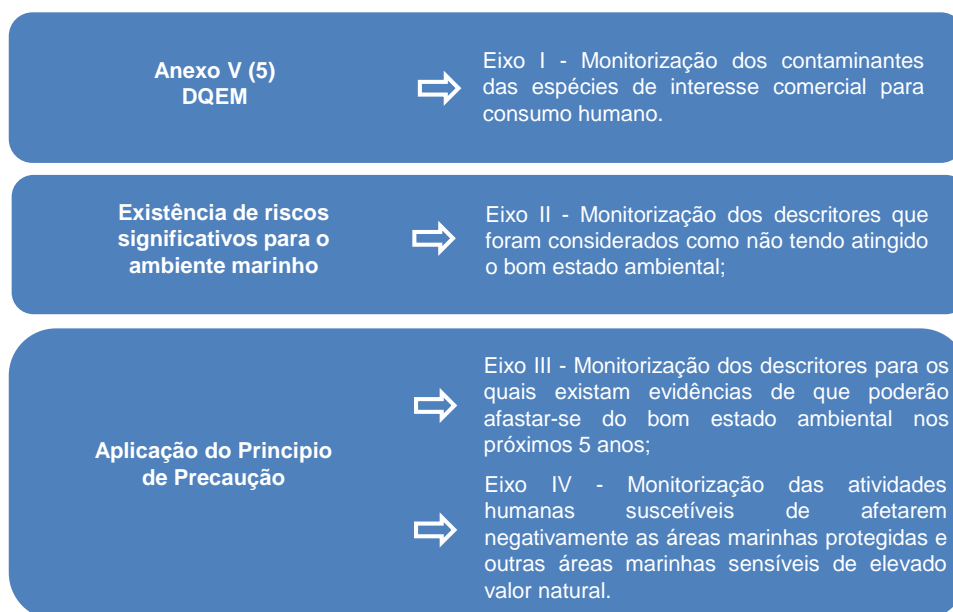 Anexo V (5)
DQEM
Eixo I - Monitorização dos contaminantes
das espécies de interesse comercial para
consumo humano.
Existência de riscos
significativos para o
ambiente marinho
Eixo II - Monitorização dos descritores que
foram considerados como não tendo atingido
o bom estado ambiental;
Aplicação do Principio
de Precaução
Eixo III - Monitorização dos descritores para os
quais existam evidências de que poderão
afastar-se do bom estado ambiental nos
próximos 5 anos;
Eixo IV - Monitorização das atividades
humanas suscetíveis de afetarem
negativamente as áreas marinhas protegidas e
outras áreas marinhas sensíveis de elevado
valor natural.